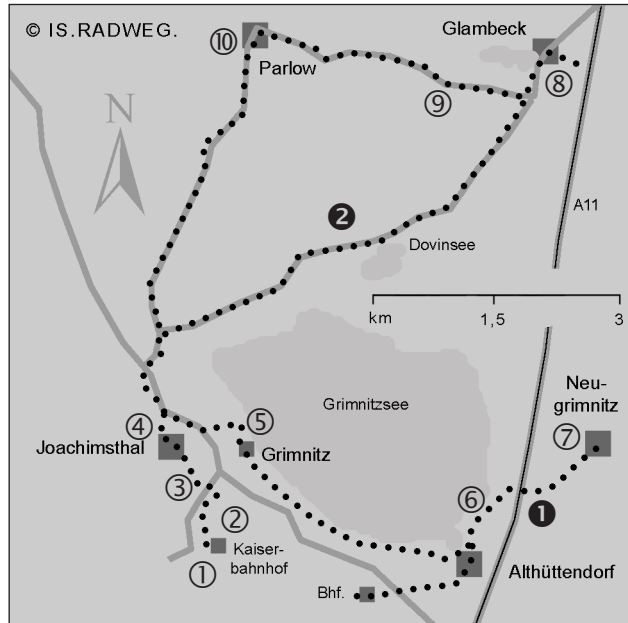 © IS.RADWEG.
Glambeck
⑩
Parlow
⑧
⑨
N
A11
❷
Dovinsee
km
1,5
3
Neu-
grimnitz
Grimnitzsee
④
⑤
⑦
Joachimsthal
Grimnitz
③
⑥
②
❶
Kaiser-
bahnhof
①
Althüttendorf
Bhf.